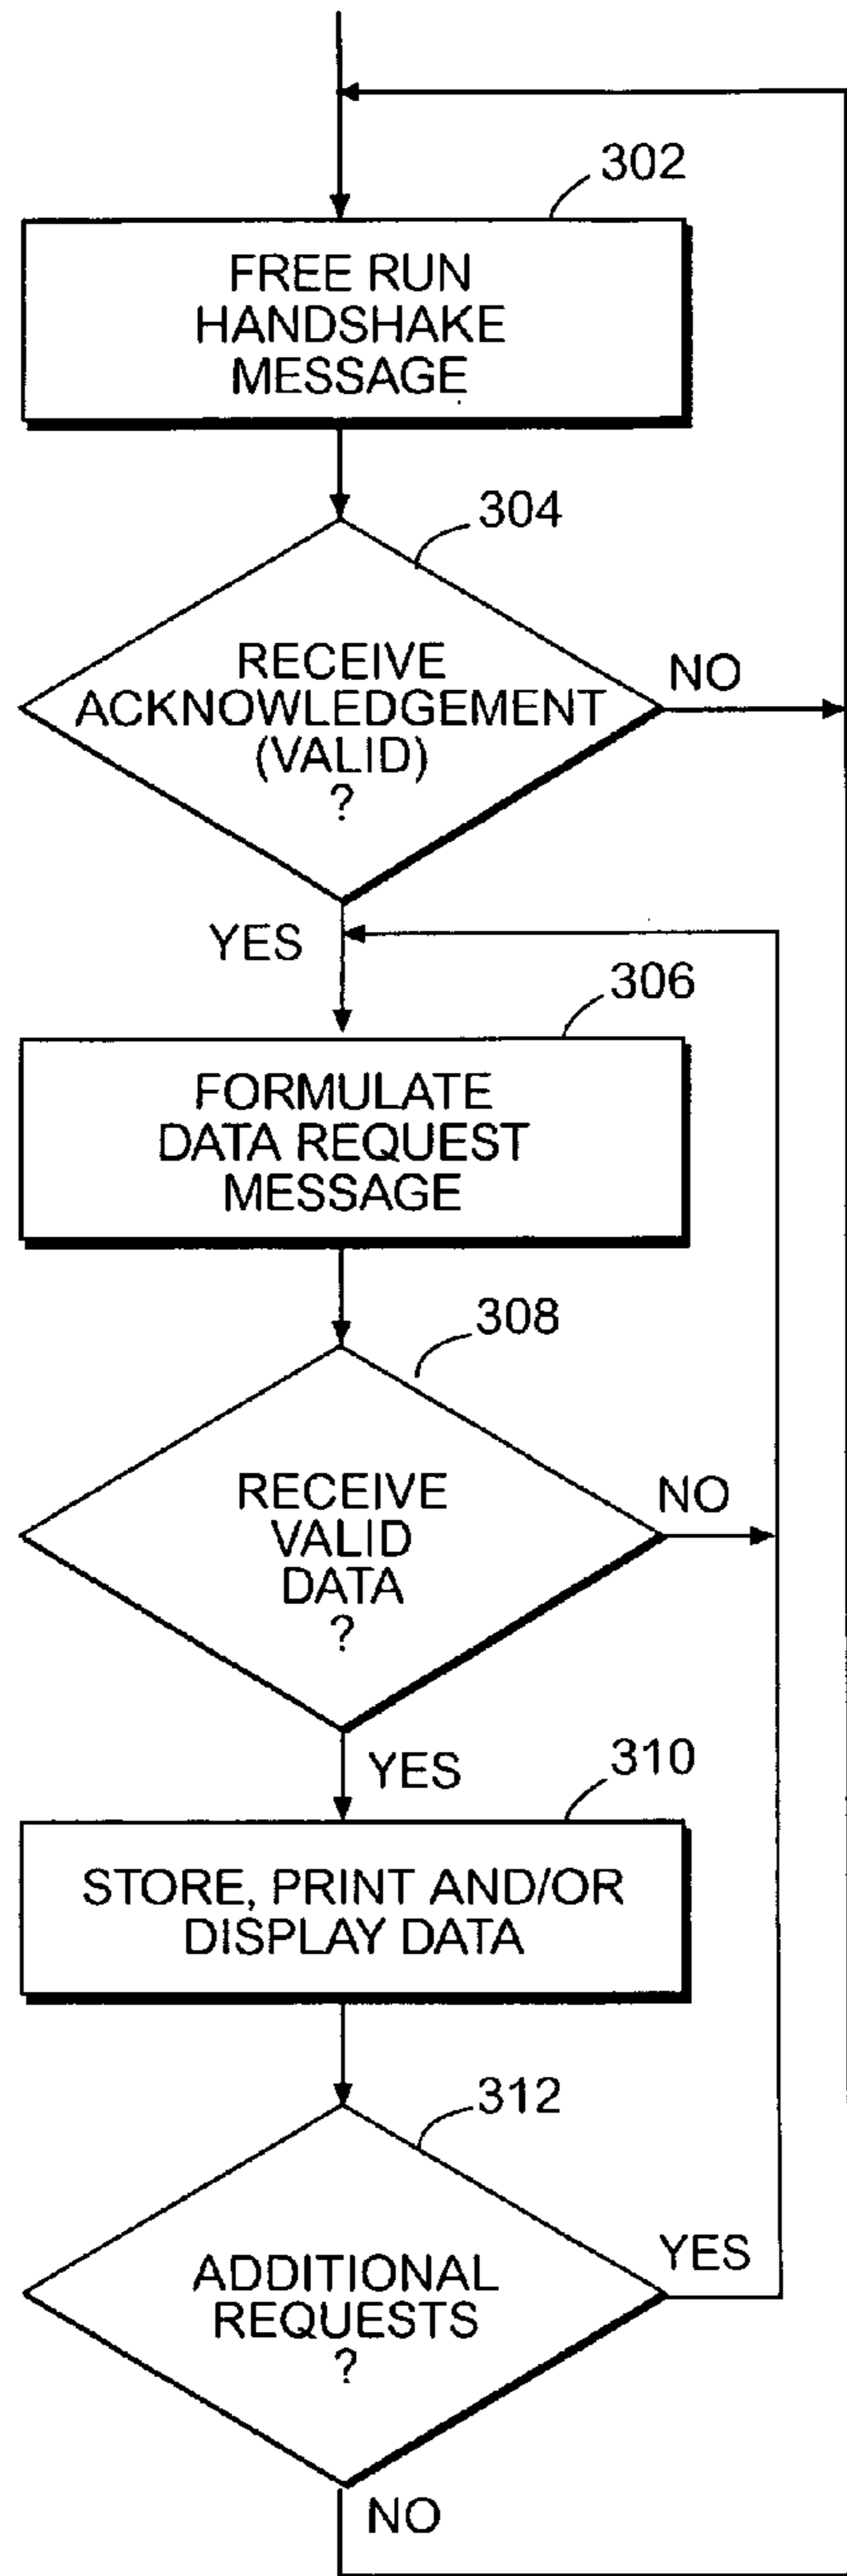 302
FREE RUN
HANDSHAKE
MESSAGE
304
RECEIVE
ACKNOWLEDGEMENT
(VALID)
?
NO
YES
306
FORMULATE
DATA REQUEST
MESSAGE
308
RECEIVE
VALID
DATA
?
NO
YES
310
STORE, PRINT AND/OR
DISPLAY DATA
312
ADDITIONAL
REQUESTS
?
YES
NO